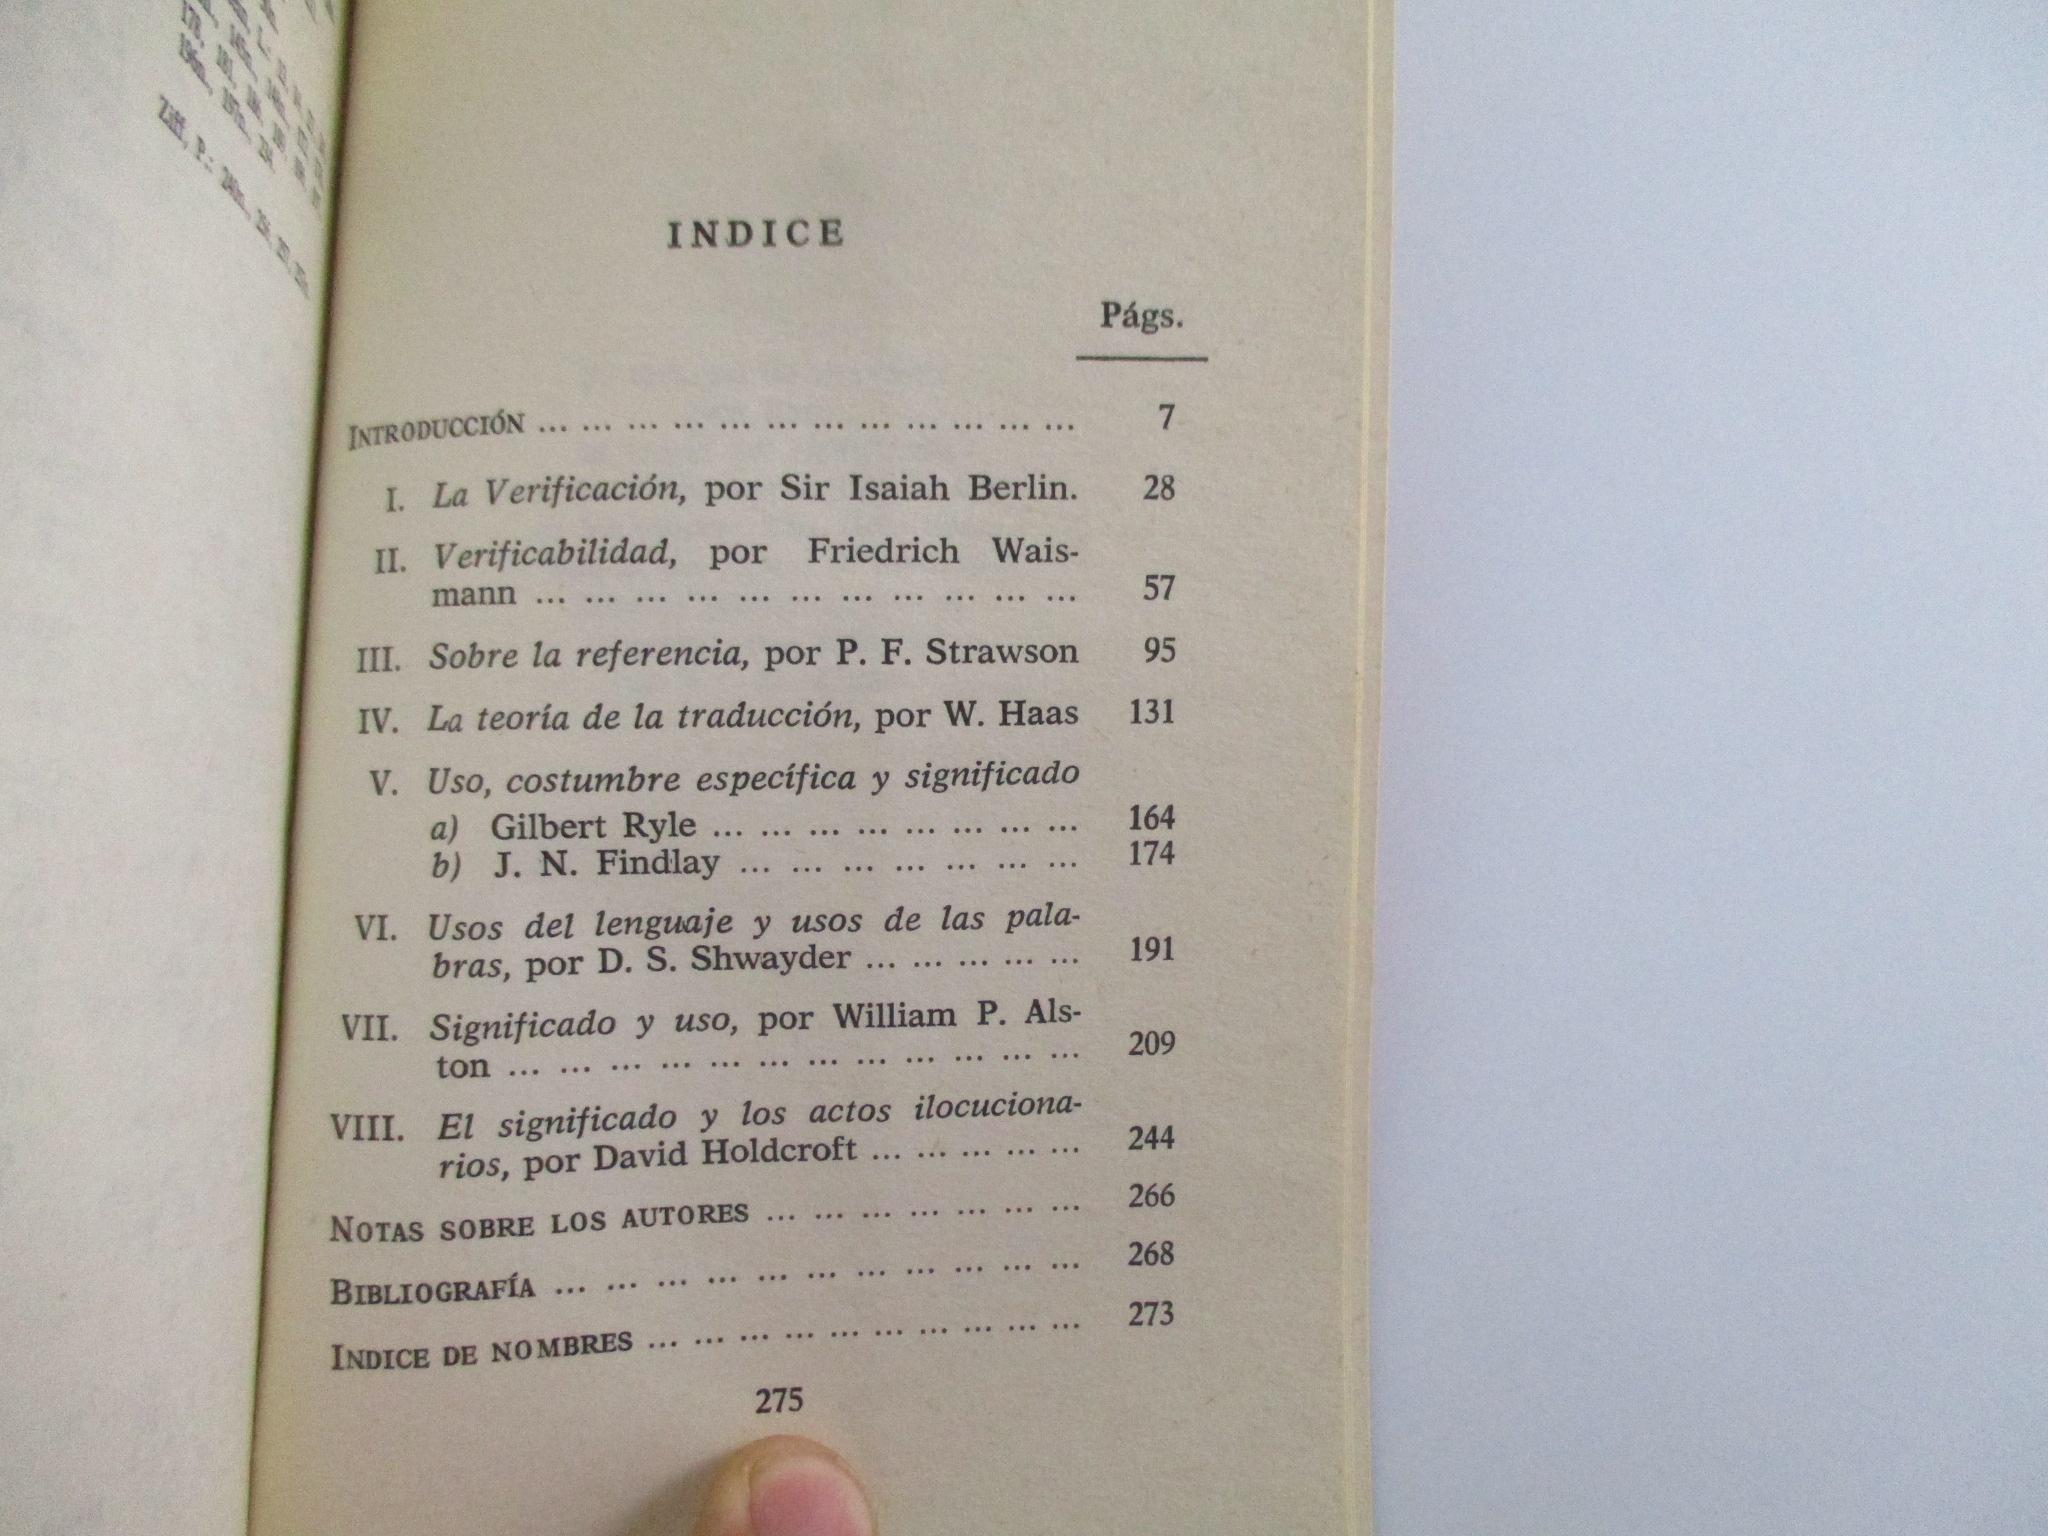 Ziff, P.:
INDICE
Págs.
INTRODUCCIÓN ... ... ... ... ... ... ... ... ... ... ... ... 7
I. La Verificación, por Sir Isaiah Berlin. 28
II. Verificabilidad, por Friedrich Wais-
mann ... ... ... ... ... ... ... ... ... ... ... 57
III. Sobre la referencia, por P. F. Strawson 95
IV. La teoría de la traducción, por W. Haas 131
V. Uso, costumbre específica y significado
a) Gilbert Ryle ... ... ... ... ... ... ... ... 164
b) J. N. Findlay ... ... ... ... ... ... ... 174
VI. Usos del lenguaje y usos de las pala-
bras, por D. S. Shwayder ... ... ... ... ... 191
VII. Significado y uso, por William P. Als-
ton ... ... ... ... ... ... ... ... ... ... ... ... 209
VIII. El significado y los actos ilocuciona-
rios, por David Holdcroft ... ... ... ... ... 244
NOTAS SOBRE LOS AUTORES ... ... ... ... ... ... ... 266
BIBLIOGRAFÍA ... ... ... ... ... ... ... ... ... ... ... 268
INDICE DE NOMBRES ... ... ... ... ... ... ... ... ... ... 273
275